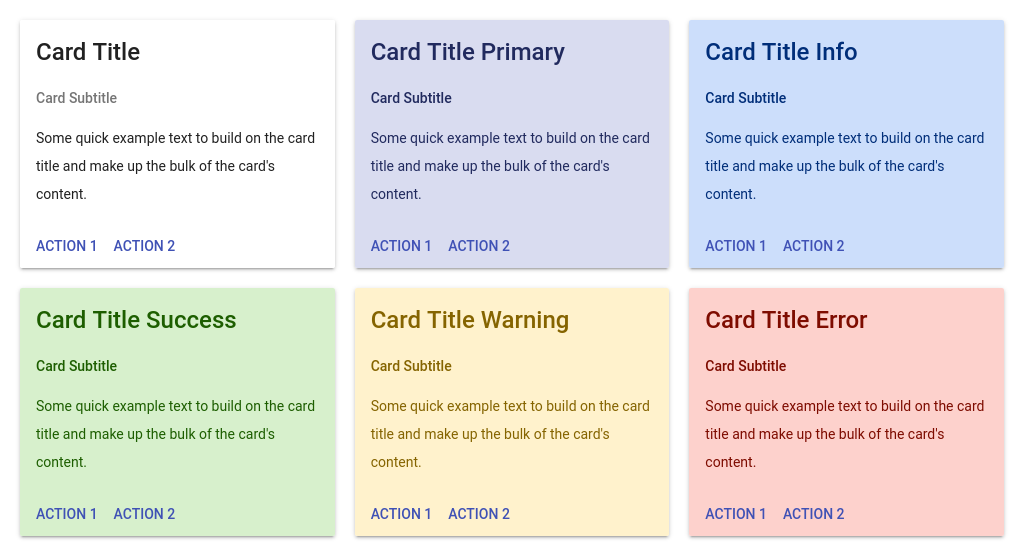 Card Title
Card Subtitle
Some quick example text to build on the card
title and make up the bulk of the card's
content.
ACTION 1 ACTION 2
Card Title Primary
Card Subtitle
Some quick example text to build on the card
title and make up the bulk of the card's
content.
ACTION 1 ACTION 2
Card Title Info
Card Subtitle
Some quick example text to build on the card
title and make up the bulk of the card's
content.
ACTION 1 ACTION 2
Card Title Success
Card Subtitle
Some quick example text to build on the card
title and make up the bulk of the card's
content.
ACTION 1 ACTION 2
Card Title Warning
Card Subtitle
Some quick example text to build on the card
title and make up the bulk of the card's
content.
ACTION 1 ACTION 2
Card Title Error
Card Subtitle
Some quick example text to build on the card
title and make up the bulk of the card's
content.
ACTION 1 ACTION 2